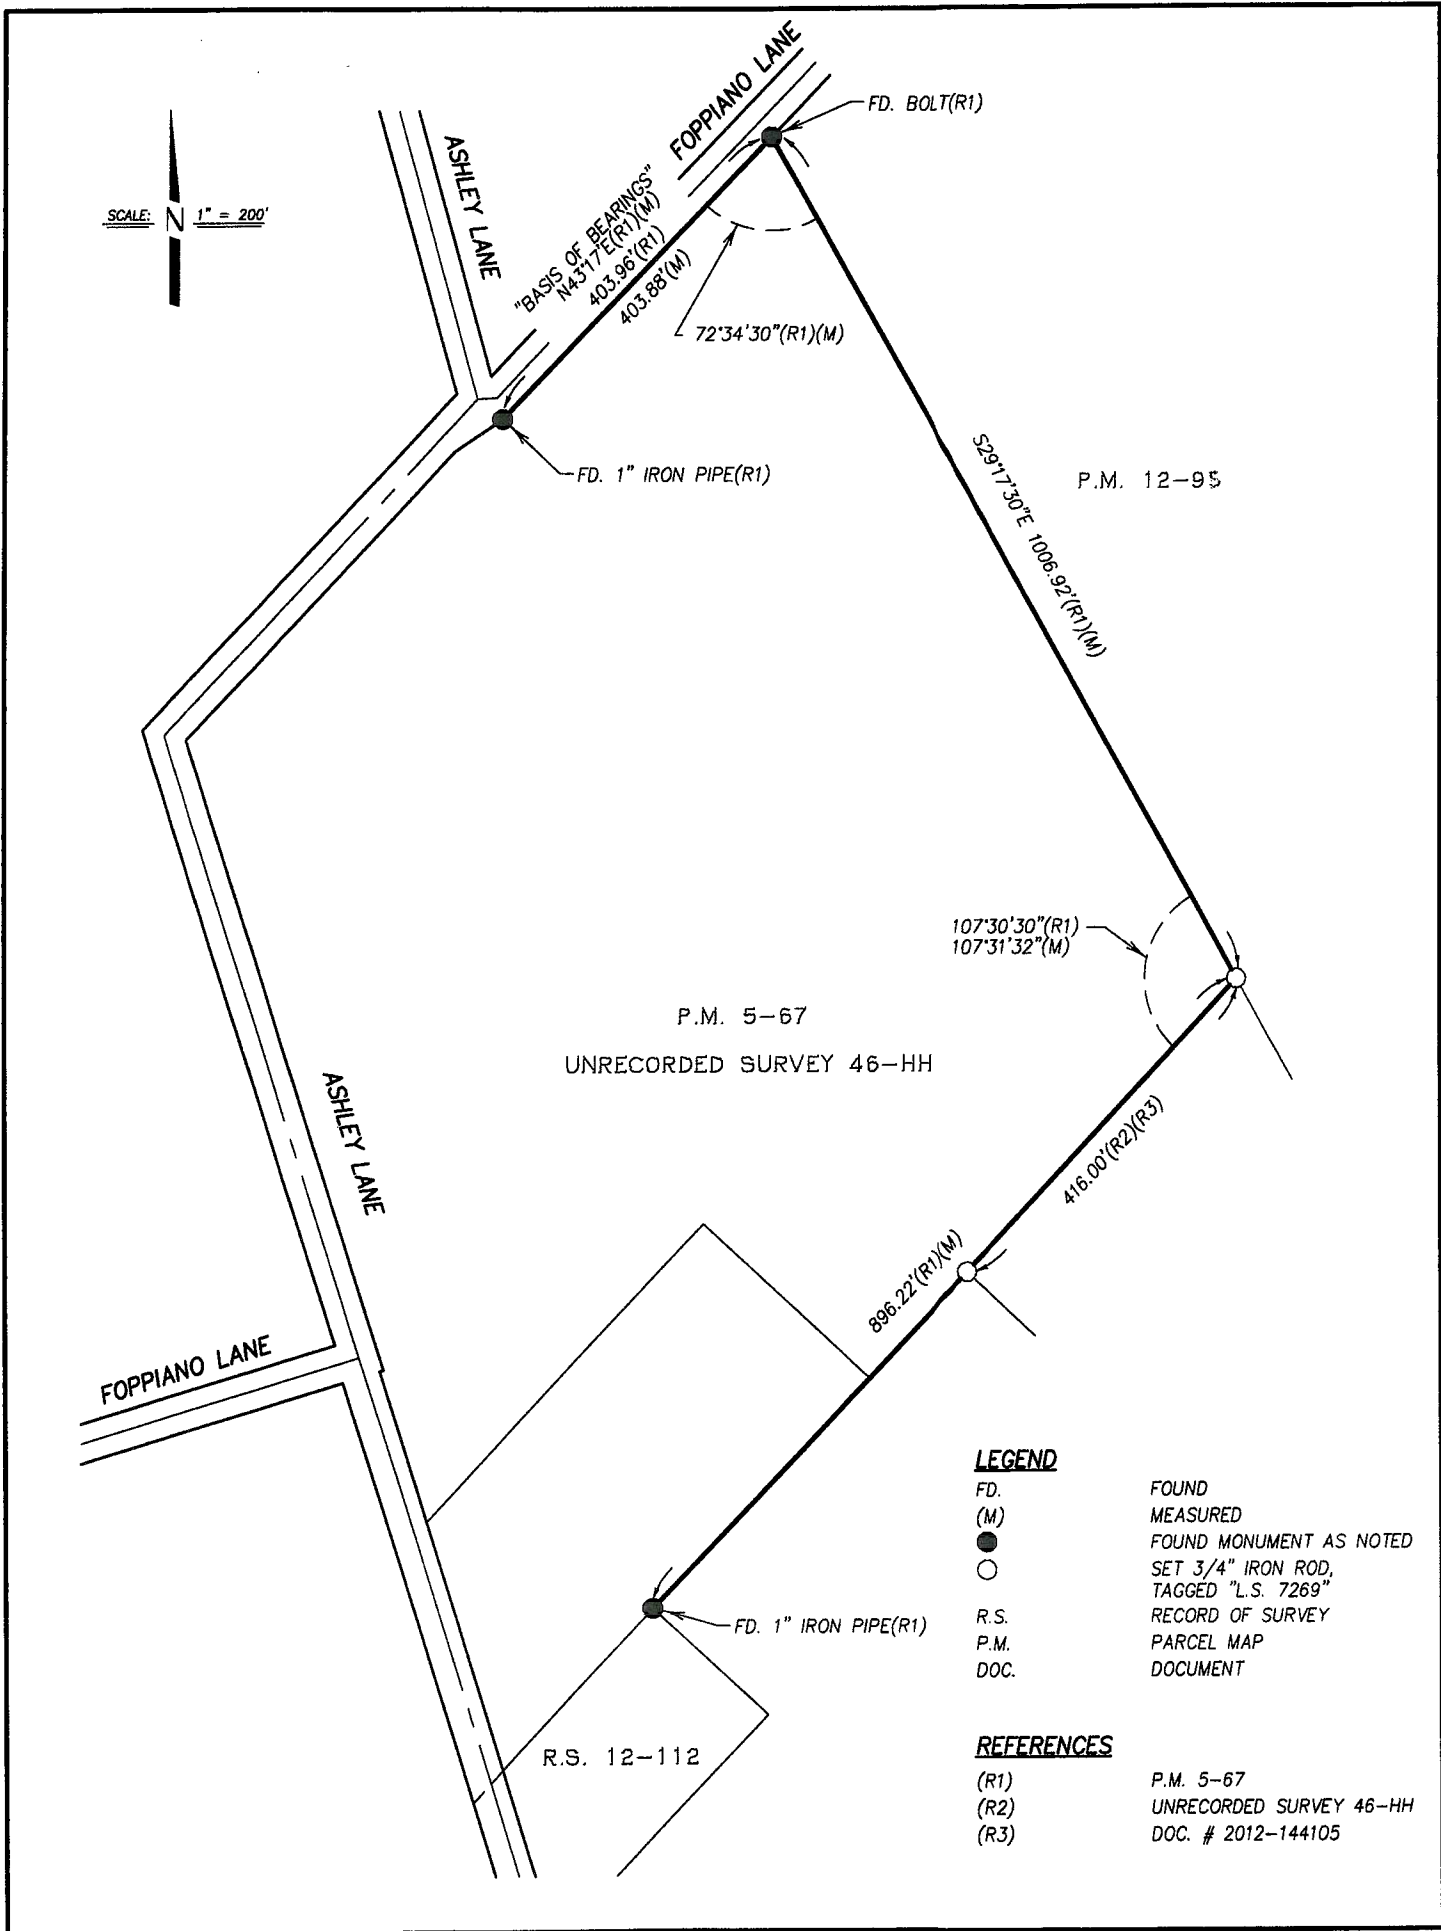 FOPPIANO LANE
FD. BOLT(R1)
ASHLEY LANE
SCALE: N 1" = 200'
"BASIS OF BEARINGS"
N43°17'E(R1)(M)
403.96'(R1)
403.88'(M)
72°34'30"(R1)(M)
FD. 1" IRON PIPE(R1)
S29°17'30"E 1006.92'(R1)(M)
P.M. 12-95
107°30'30"(R1)
107°31'32"(M)
P.M. 5-67
UNRECORDED SURVEY 46-HH
ASHLEY LANE
416.00'(R2)(R3)
896.22'(R1)(M)
FOPPIANO LANE
FD. 1" IRON PIPE(R1)
R.S. 12-112
LEGEND
FD. FOUND
(M) MEASURED
FOUND MONUMENT AS NOTED
SET 3/4" IRON ROD,
TAGGED "L.S. 7269"
R.S. RECORD OF SURVEY
P.M. PARCEL MAP
DOC. DOCUMENT
REFERENCES
(R1) P.M. 5-67
(R2) UNRECORDED SURVEY 46-HH
(R3) DOC. # 2012-144105